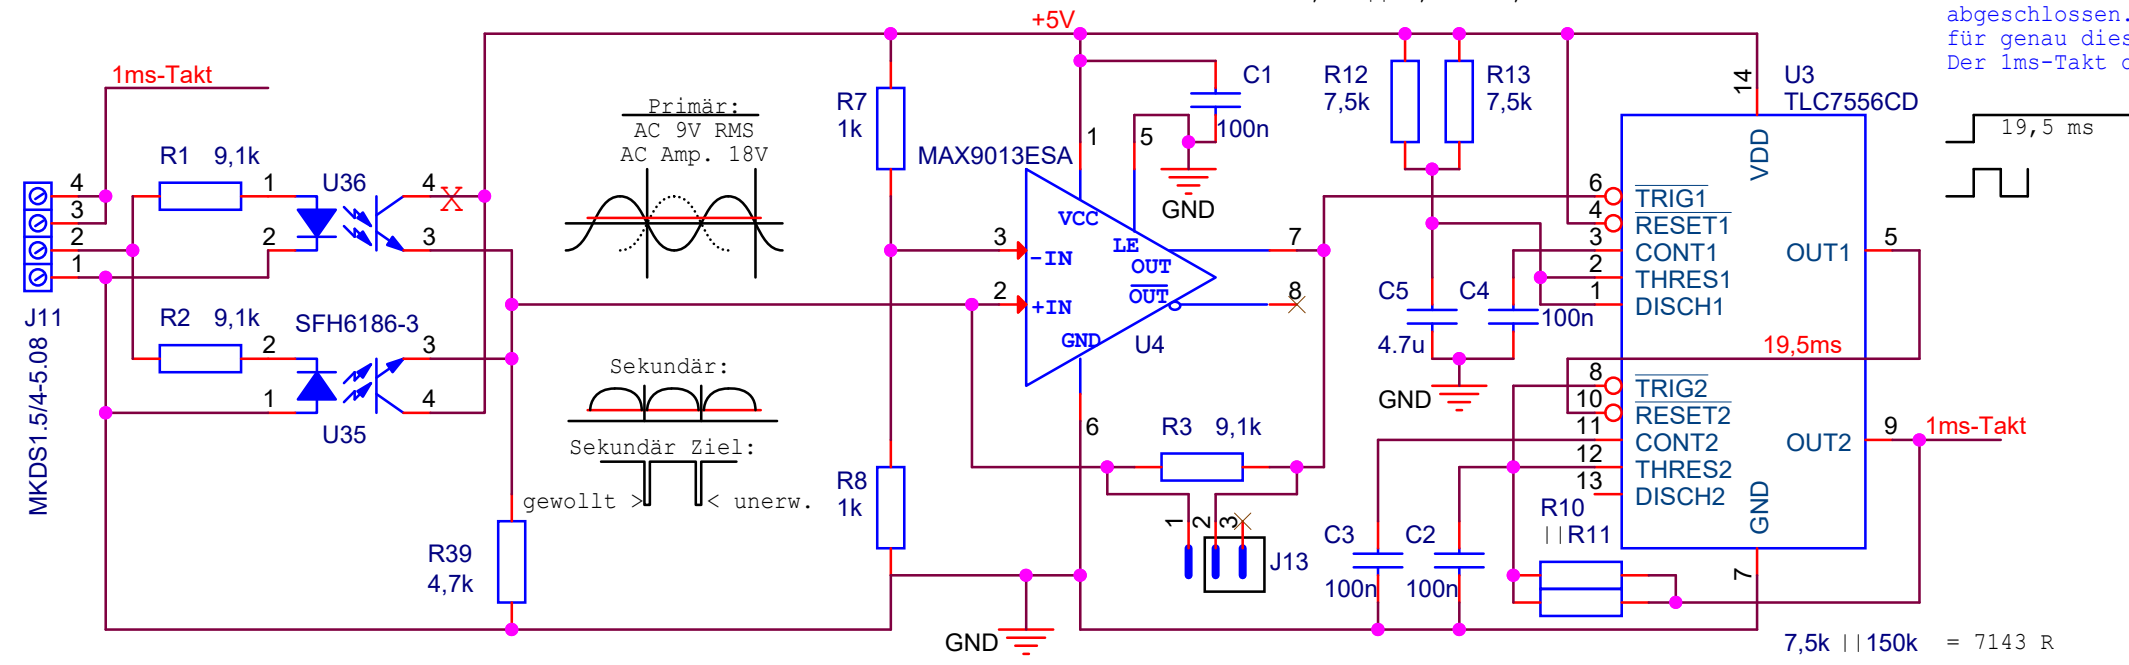 +5V
abgeschlossen.
für genau dies
Der 1ms-Takt
1ms-Takt
R1 9,1k
1
U36
4
3
2
4
3
2
1
J11
MKDS1.5/4-5.08
R2 9,1k
SFH6186-3
2
3
1
4
U35
Primär:
AC 9V RMS
AC Amp. 18V
Sekundär:
Sekundär Ziel:
gewollt > < unerw.
R39
4,7k
R7
1k
R8
1k
MAX9013ESA
1
5
C1
100n
GND
VCC
LE
3
-IN
OUT
7
2
+IN
OUT
8
GND
U4
6
R3 9,1k
1
2
3
J13
GND
R12
7,5k
R13
7,5k
C5
4.7u
C4
100n
GND
C3
100n
C2
100n
U3
TLC7556CD
14
VDD
6
TRIG1
4
RESET1
3
CONT1
2
THRES1
1
DISCH1
OUT1
5
19,5ms
8
TRIG2
10
RESET2
11
CONT2
12
THRES2
13
DISCH2
OUT2
9
1ms-Takt
GND
7
R10
||R11
7,5k ||150k = 7143 R
19,5 ms